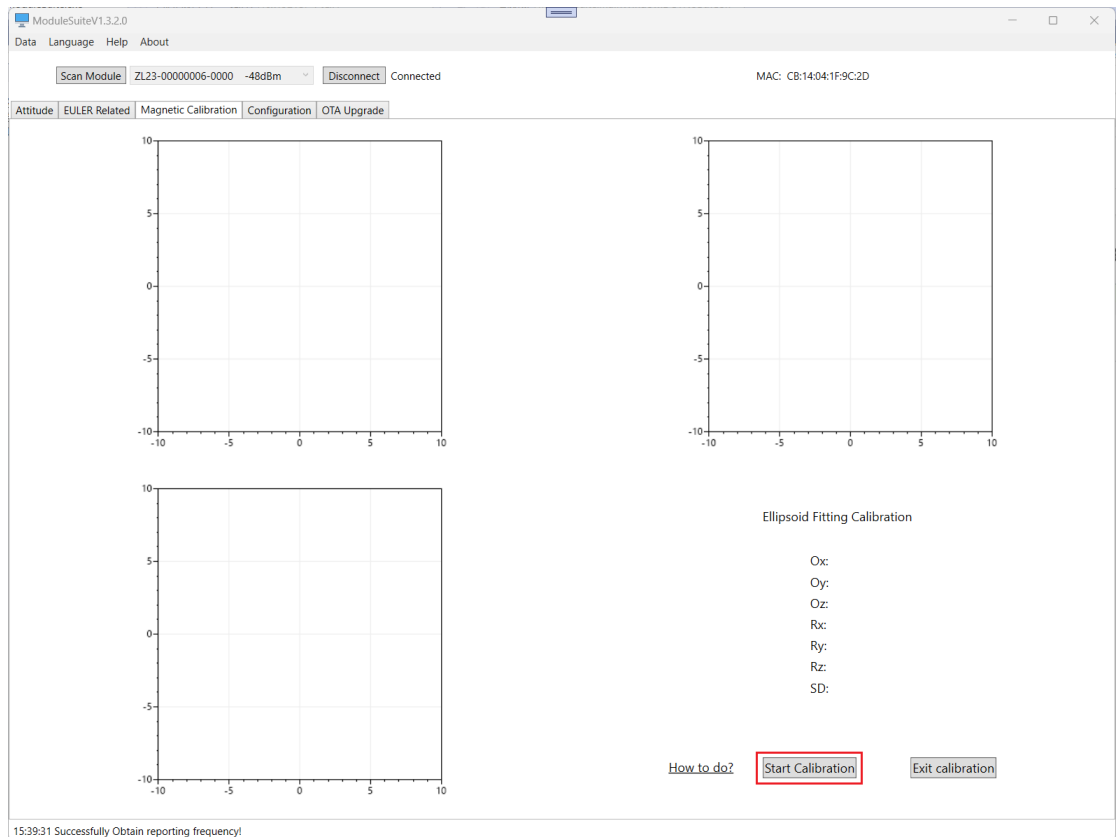 ModuleSuiteV1.3.2.0
Data Language Help About
Scan Module ZL23-00000006-0000 -48dBm Disconnect Connected MAC: CB:14:04:1F:9C:2D
Attitude EULER Related Magnetic Calibration Configuration OTA Upgrade
10 10
5 5
0 0
-5 -5
-10 -10
-10 -5 0 5 10 -10 -5 0 5 10
10
5
0
-5
-10
-10 -5 0 5 10
Ellipsoid Fitting Calibration
Ox:
Oy:
Oz:
Rx:
Ry:
Rz:
SD:
How to do? Start Calibration Exit calibration
15:39:31 Successfully Obtain reporting frequency!